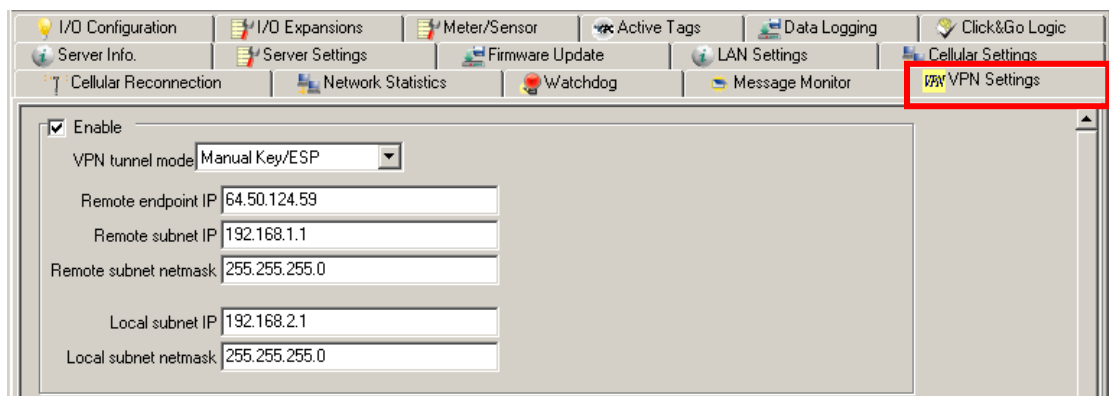 I/O Configuration I/O Expansions Meter/Sensor Active Tags Data Logging Click&Go Logic
Server Info. Server Settings Firmware Update LAN Settings Cellular Settings
Cellular Reconnection Network Statistics Watchdog Message Monitor VPN VPN Settings
Enable
VPN tunnel mode Manual Key/ESP
Remote endpoint IP 64.50.124.59
Remote subnet IP 192.168.1.1
Remote subnet netmask 255.255.255.0
Local subnet IP 192.168.2.1
Local subnet netmask 255.255.255.0